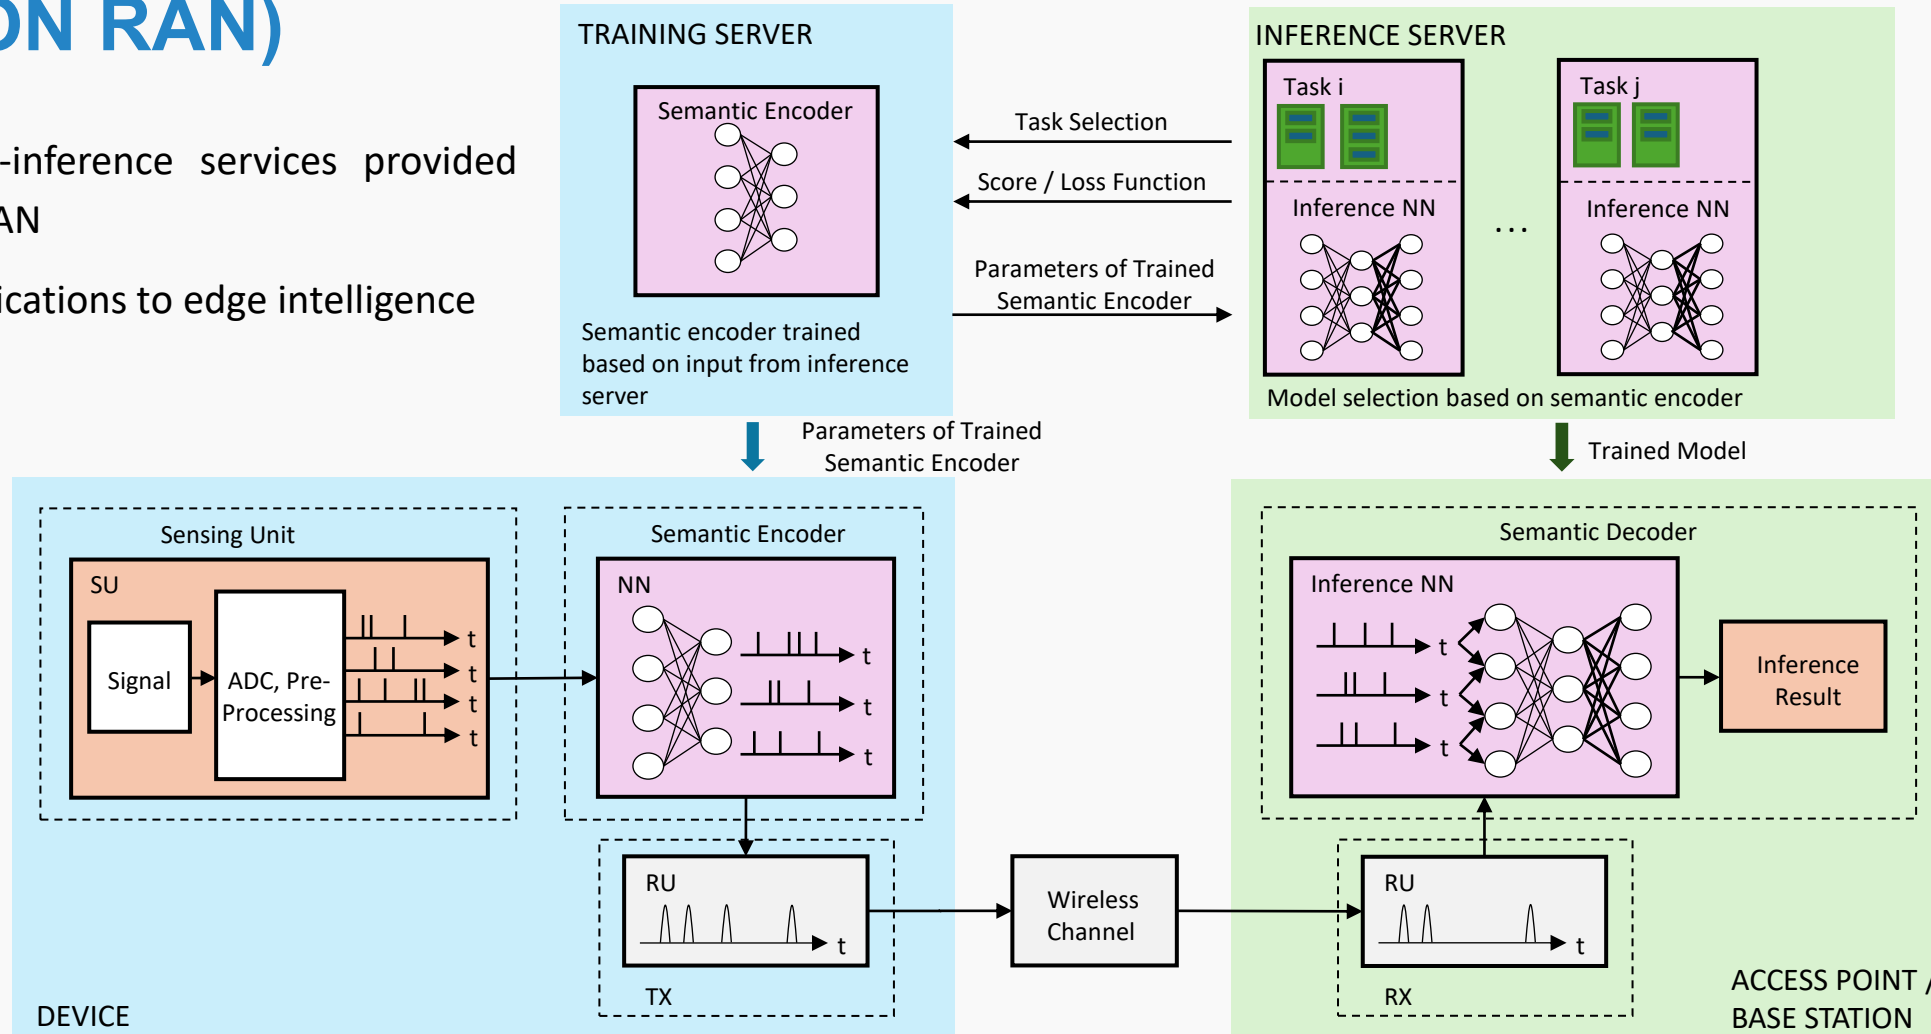 ON RAN)
-inference services provided
AN
ications to edge intelligence
TRAINING SERVER
Semantic Encoder
Semantic encoder trained
based on input from inference
server
Task Selection
Score / Loss Function
Parameters of Trained
Semantic Encoder
INFERENCE SERVER
Task i
Inference NN
...
Task j
Inference NN
Model selection based on semantic encoder
Parameters of Trained
Semantic Encoder
Trained Model
Sensing Unit
SU
Signal
ADC, Pre-
Processing
t
t
t
t
Semantic Encoder
NN
t
t
t
RU
t
TX
DEVICE
Wireless
Channel
Semantic Decoder
Inference NN
t
t
t
Inference
Result
RU
t
RX
ACCESS POINT /
BASE STATION